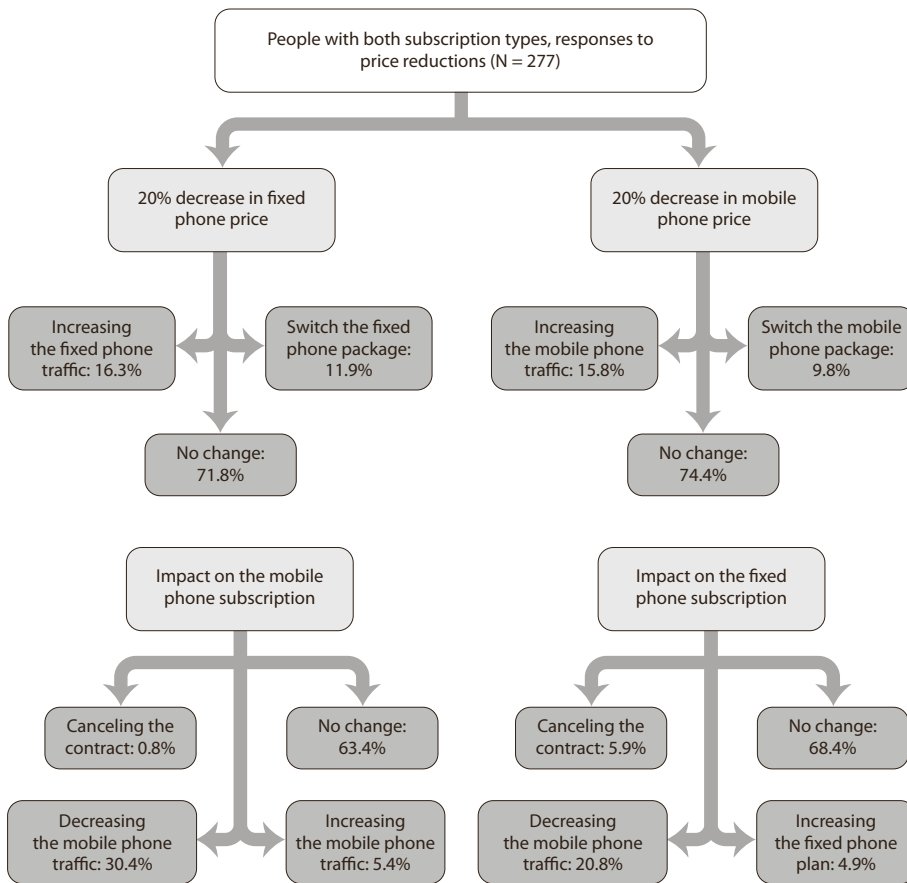 People with both subscription types, responses to
price reductions (N = 277)
20% decrease in fixed
phone price
20% decrease in mobile
phone price
Increasing
the fixed phone
traffic: 16.3%
Switch the fixed
phone package:
11.9%
Increasing
the mobile phone
traffic: 15.8%
Switch the mobile
phone package:
9.8%
No change:
71.8%
No change:
74.4%
Impact on the mobile
phone subscription
Impact on the fixed
phone subscription
Canceling the
contract: 0.8%
No change:
63.4%
Canceling the
contract: 5.9%
No change:
68.4%
Decreasing
the mobile phone
traffic: 30.4%
Increasing
the mobile phone
traffic: 5.4%
Decreasing
the mobile phone
traffic: 20.8%
Increasing
the fixed phone
plan: 4.9%